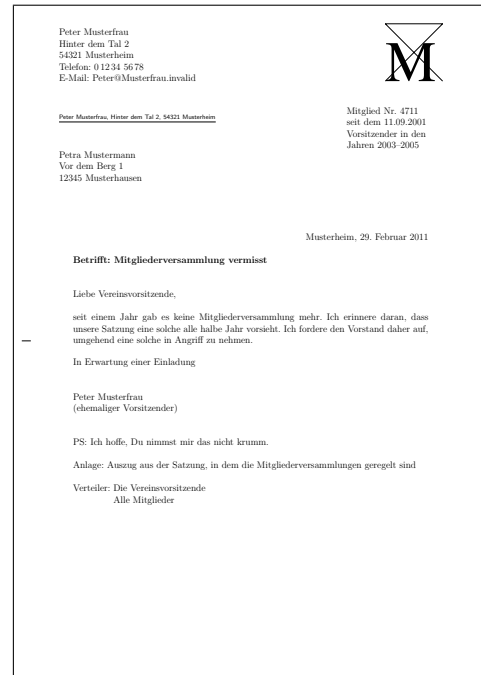 Peter Musterfrau
Hinter dem Tal 2
54321 Musterheim
Telefon: 0 12 34 56 78
E-Mail: Peter@Musterfrau.invalid
M
Peter Musterfrau, Hinter dem Tal 2, 54321 Musterheim
Mitglied Nr. 4711
seit dem 11.09.2001
Vorsitzender in den
Jahren 2003–2005
Petra Mustermann
Vor dem Berg 1
12345 Musterhausen
Musterheim, 29. Februar 2011
Betrifft: Mitgliederversammlung vermisst
Liebe Vereinsvorsitzende,
seit einem Jahr gab es keine Mitgliederversammlung mehr. Ich erinnere daran, dass
unsere Satzung eine solche alle halbe Jahr vorsieht. Ich fordere den Vorstand daher auf,
umgehend eine solche in Angriff zu nehmen.
In Erwartung einer Einladung
Peter Musterfrau
(ehemaliger Vorsitzender)
PS: Ich hoffe, Du nimmst mir das nicht krumm.
Anlage: Auszug aus der Satzung, in dem die Mitgliederversammlungen geregelt sind
Verteiler: Die Vereinsvorsitzende
Alle Mitglieder